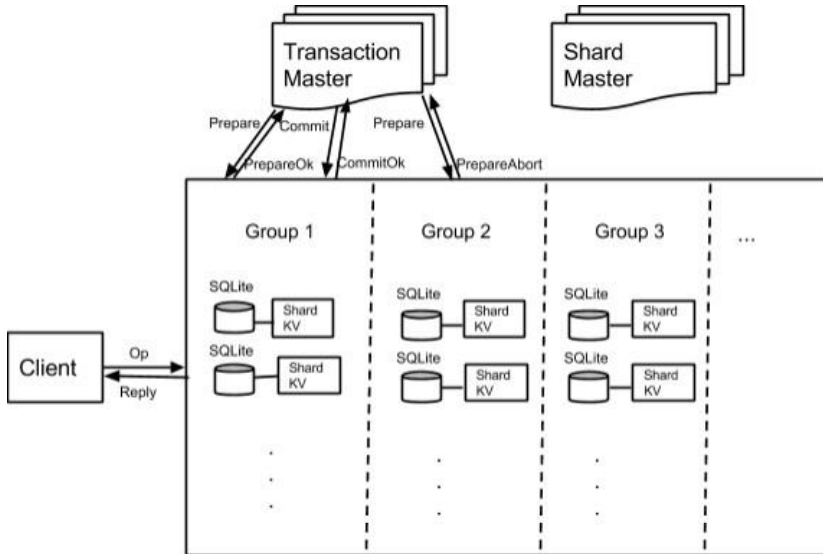 Transaction
Master
Shard
Master
Prepare
Commit
Prepare
PrepareOk
CommitOk
PrepareAbort
Group 1
Group 2
Group 3
...
SQLite
Shard
KV
SQLite
Shard
KV
SQLite
Shard
KV
SQLite
Shard
KV
SQLite
Shard
KV
SQLite
Shard
KV
Client
Op
Reply